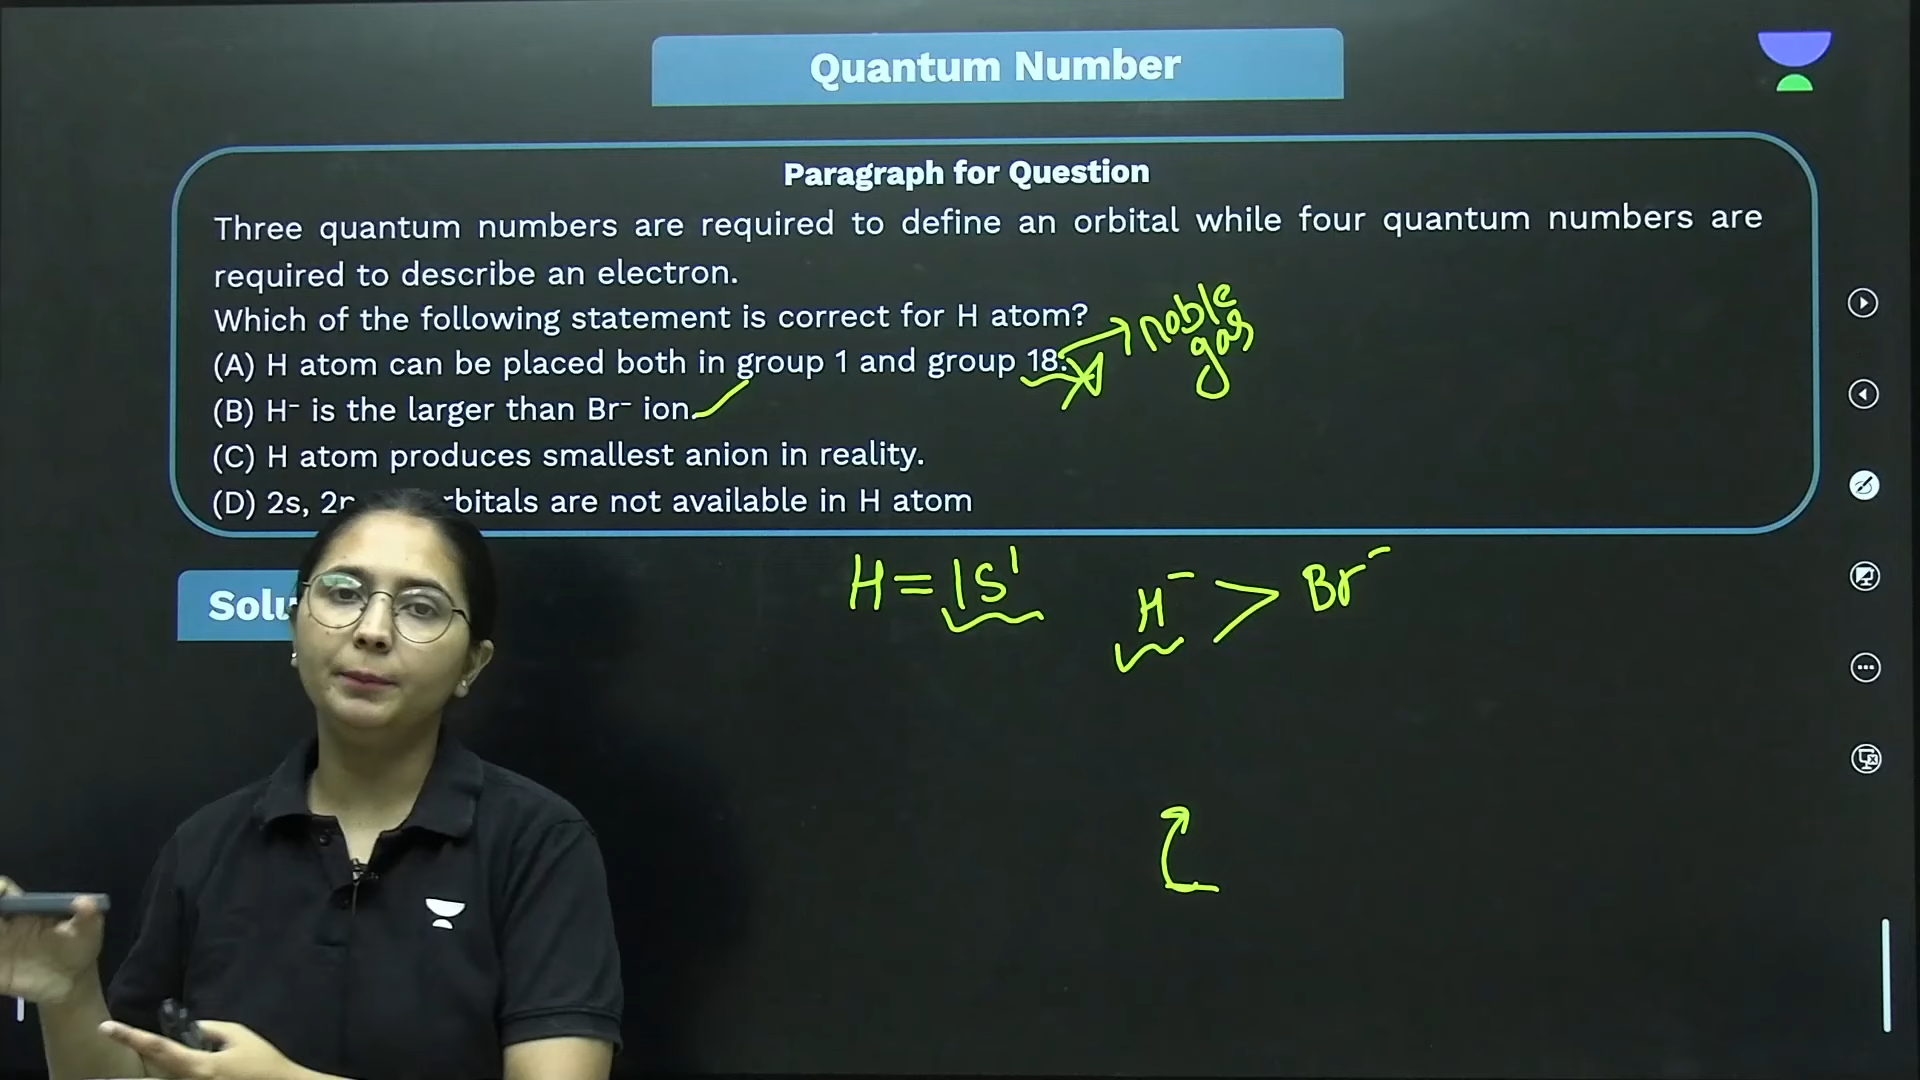 Quantum Number
Paragraph for Question
Three quantum numbers are required to define an orbital while four quantum numbers are
required to describe an electron.
Which of the following statement is correct for H atom?
(A) H atom can be placed both in group 1 and group 18.
noble
gas
(B) H⁻ is the larger than Br⁻ ion.
(C) H atom produces smallest anion in reality.
(D) 2s, orbitals are not available in H atom
H = 1S¹
H⁻ > Br⁻